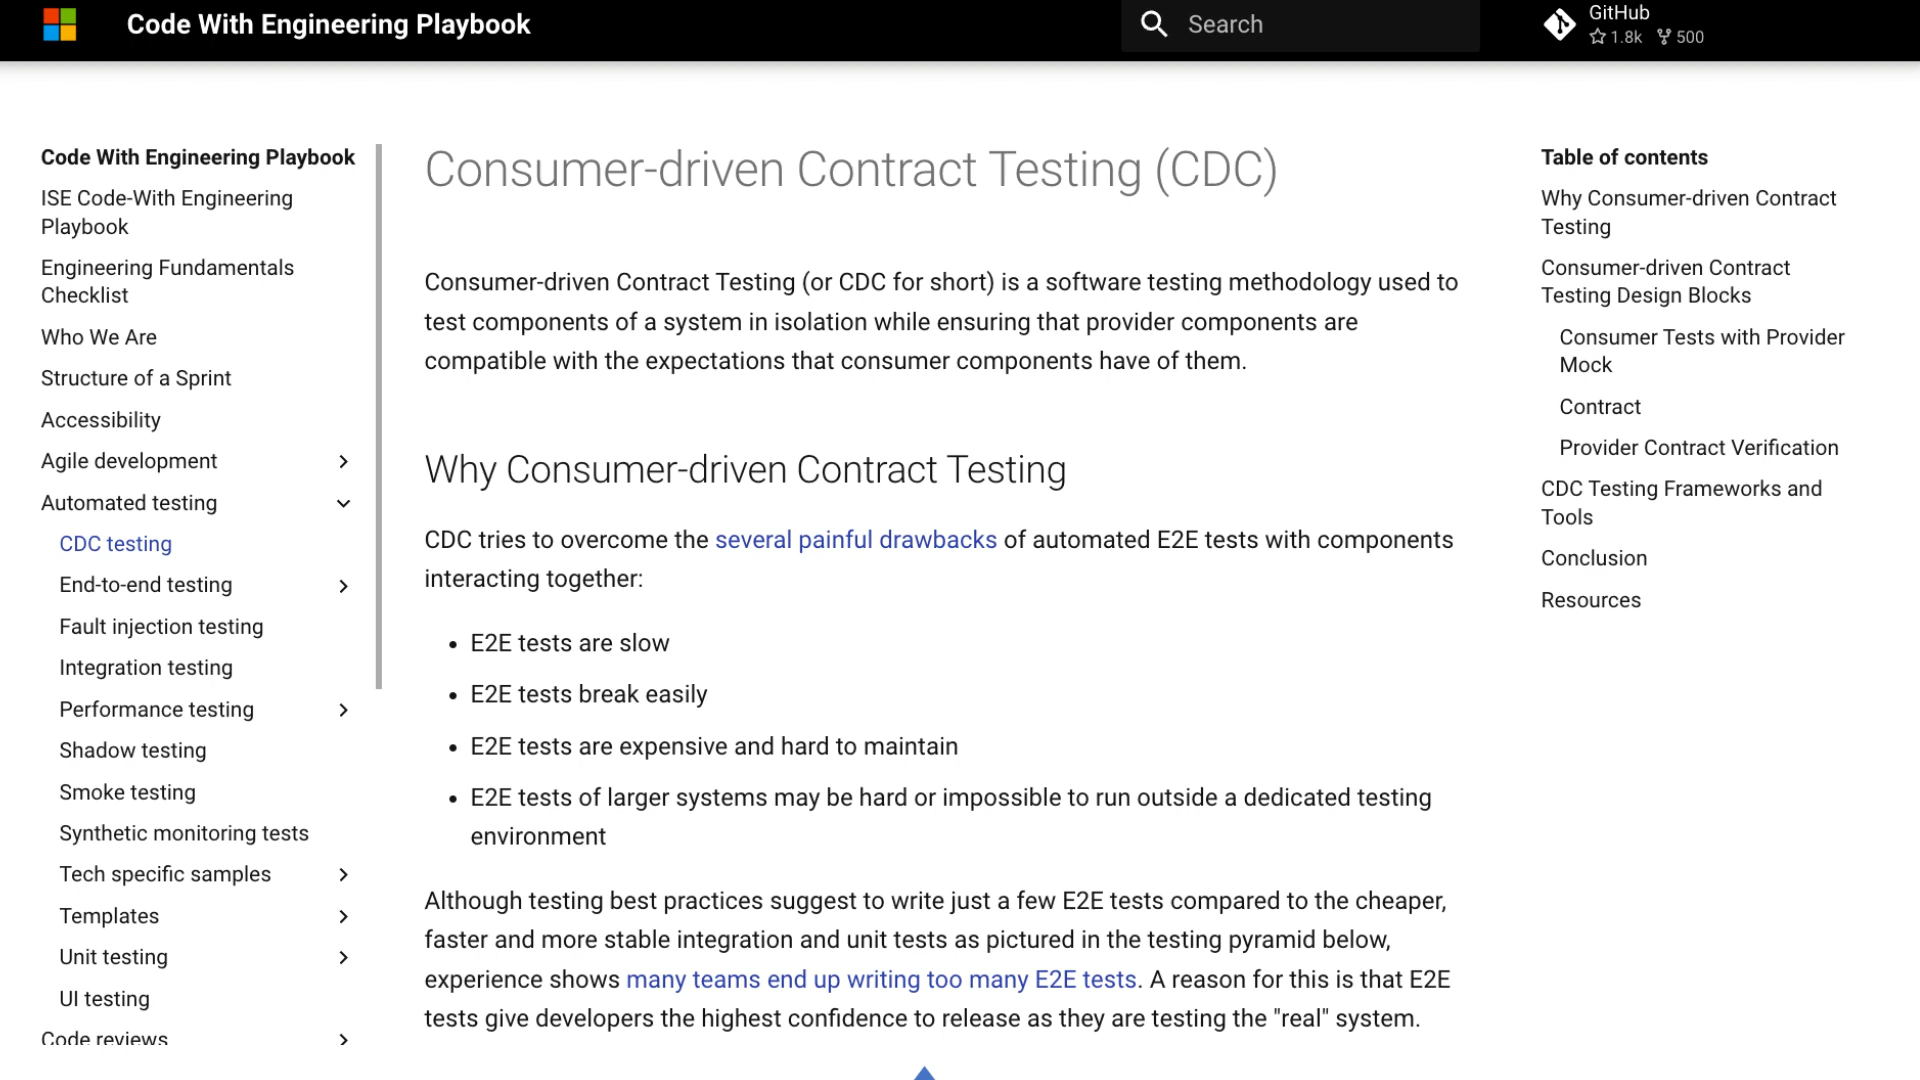 Code With Engineering Playbook
Search
GitHub
1.8k 500
Code With Engineering Playbook
ISE Code-With Engineering
Playbook
Engineering Fundamentals
Checklist
Who We Are
Structure of a Sprint
Accessibility
Agile development
Automated testing
CDC testing
End-to-end testing
Fault injection testing
Integration testing
Performance testing
Shadow testing
Smoke testing
Synthetic monitoring tests
Tech specific samples
Templates
Unit testing
UI testing
Code reviews
Consumer-driven Contract Testing (CDC)
Consumer-driven Contract Testing (or CDC for short) is a software testing methodology used to
test components of a system in isolation while ensuring that provider components are
compatible with the expectations that consumer components have of them.
Why Consumer-driven Contract Testing
CDC tries to overcome the several painful drawbacks of automated E2E tests with components
interacting together:
• E2E tests are slow
• E2E tests break easily
• E2E tests are expensive and hard to maintain
• E2E tests of larger systems may be hard or impossible to run outside a dedicated testing
environment
Although testing best practices suggest to write just a few E2E tests compared to the cheaper,
faster and more stable integration and unit tests as pictured in the testing pyramid below,
experience shows many teams end up writing too many E2E tests. A reason for this is that E2E
tests give developers the highest confidence to release as they are testing the "real" system.
Table of contents
Why Consumer-driven Contract
Testing
Consumer-driven Contract
Testing Design Blocks
Consumer Tests with Provider
Mock
Contract
Provider Contract Verification
CDC Testing Frameworks and
Tools
Conclusion
Resources